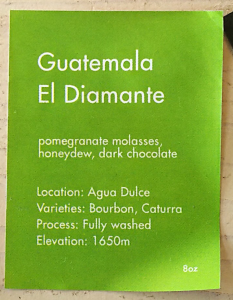 Guatemala
El Diamante
pomegranate molasses,
honeydew, dark chocolate
Location: Agua Dulce
Varieties: Bourbon, Caturra
Process: Fully washed
Elevation: 1650m
8oz